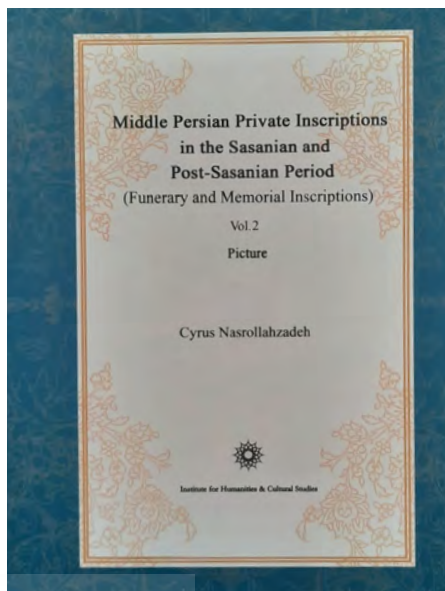 Middle Persian Private Inscriptions
in the Sasanian and
Post-Sasanian Period
(Funerary and Memorial Inscriptions)
Vol. 2
Picture
Cyrus Nasrollahzadeh
Institute for Humanities & Cultural Studies